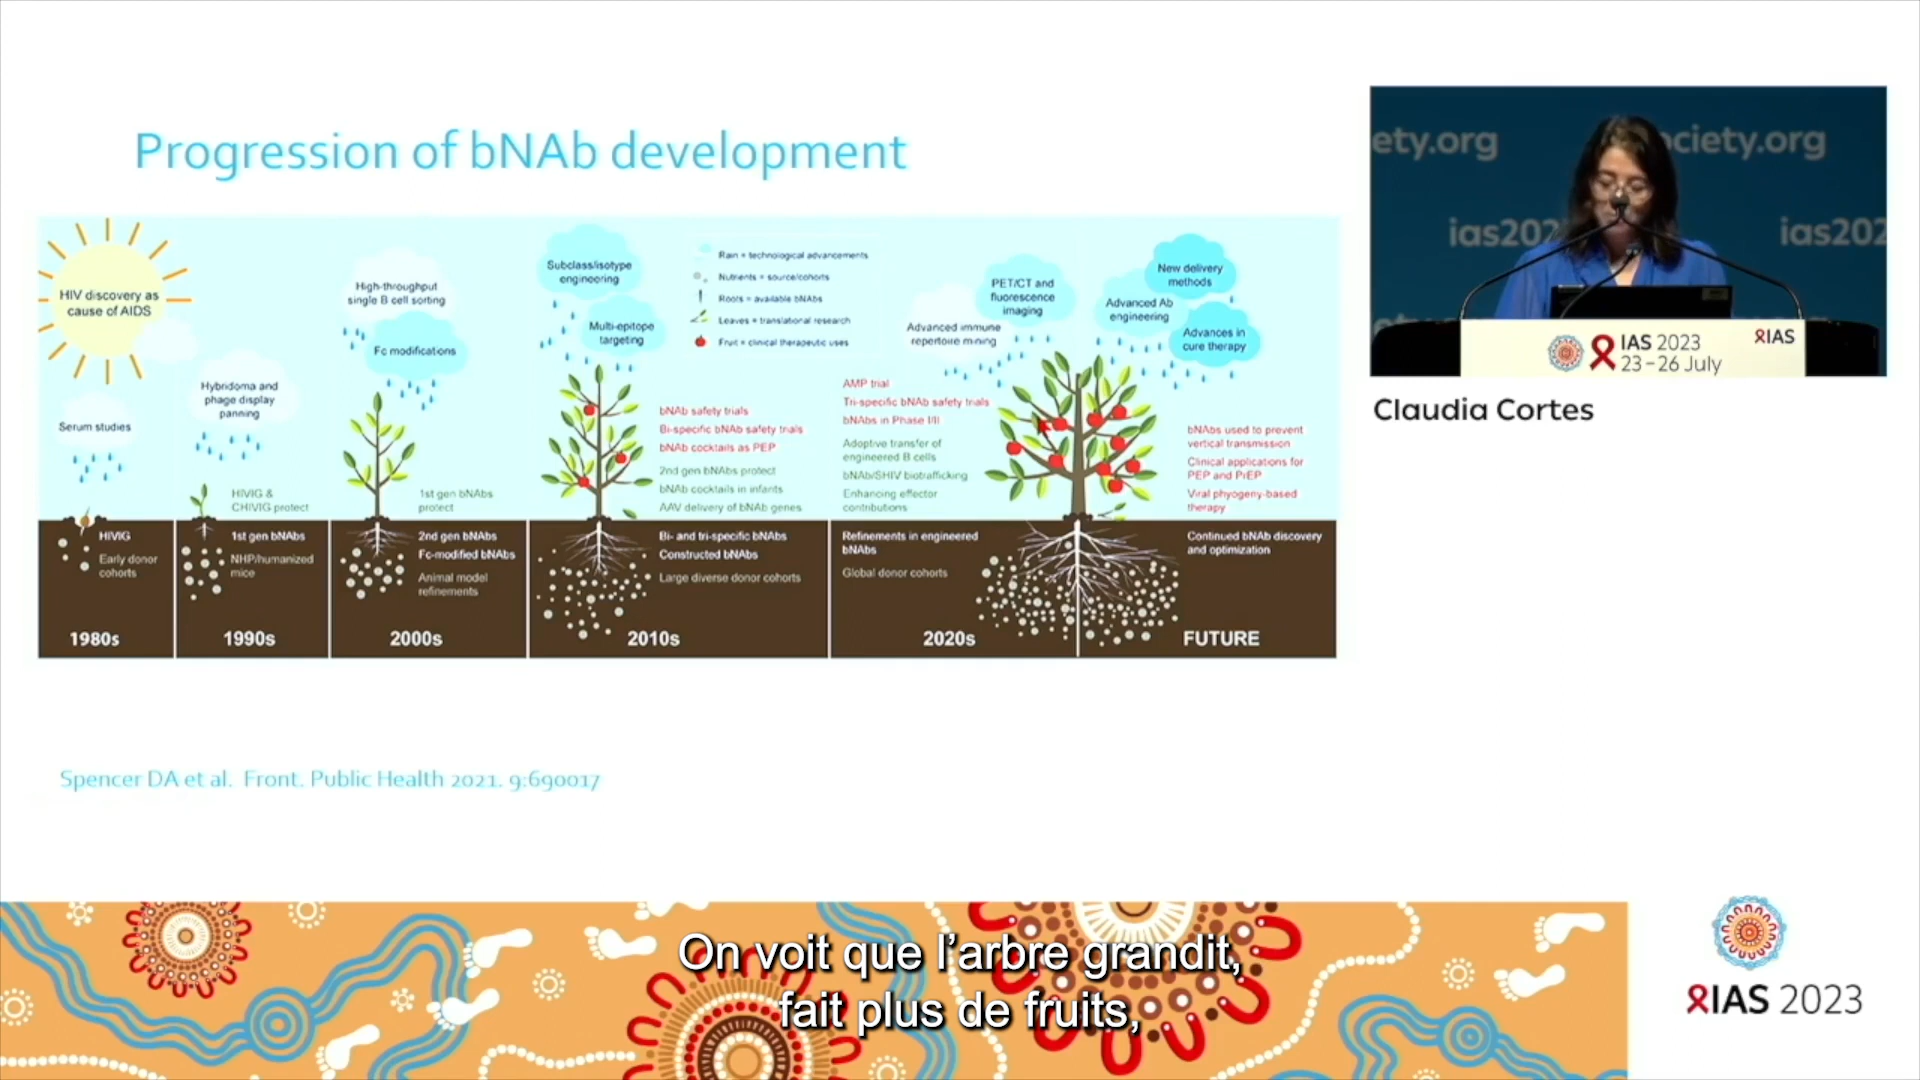 Progression of bNAb development
HIV discovery as
cause of AIDS
Serum studies
HIVIG
Early donor
cohorts
1980s
Hybridoma and
phage display
panning
HIVIG &
CHIVIG protect
1st gen bNAbs
NHP/humanized
mice
1990s
High-throughput
single B cell sorting
Fc modifications
1st gen bNAbs
protect
2nd gen bNAbs
Fc-modified bNAbs
Animal model
refinements
2000s
Subclass/isotope
engineering
Multi-epitope
targeting
Rain = technological advancements
Nutrients = source/cohorts
Roots = available bNAbs
Leaves = translational research
Fruit = clinical therapeutic uses
bNAb safety trials
Bi-specific bNAb safety trials
bNAb cocktails as PEP
2nd gen bNAbs protect
bNAb cocktails in infants
AAV delivery of bNAb genes
Bi- and tri-specific bNAbs
Constructed bNAbs
Large diverse donor cohorts
2010s
Advanced immune
repertoire mining
PET/CT and
fluorescence
imaging
AMP trial
Tri-specific bNAb safety trials
bNAbs in Phase I/II
Adoptive transfer of
engineered B cells
bNAb/SHIV biotrafficking
Enhancing effector
contributions
Refinements in engineered
bNAbs
Global donor cohorts
2020s
Advanced Ab
engineering
New delivery
methods
Advances in
cure therapy
bNAbs used to prevent
vertical transmission
Clinical applications for
PEP and PrEP
Viral phyogeny-based
therapy
Continued bNAb discovery
and optimization
FUTURE
Spencer DA et al. Front. Public Health 2021. 9:690017
ety.org
ociety.org
ias202
ias202
IAS 2023
23–26 July
IAS
Claudia Cortes
On voit que l’arbre grandit,
fait plus de fruits,
IAS 2023